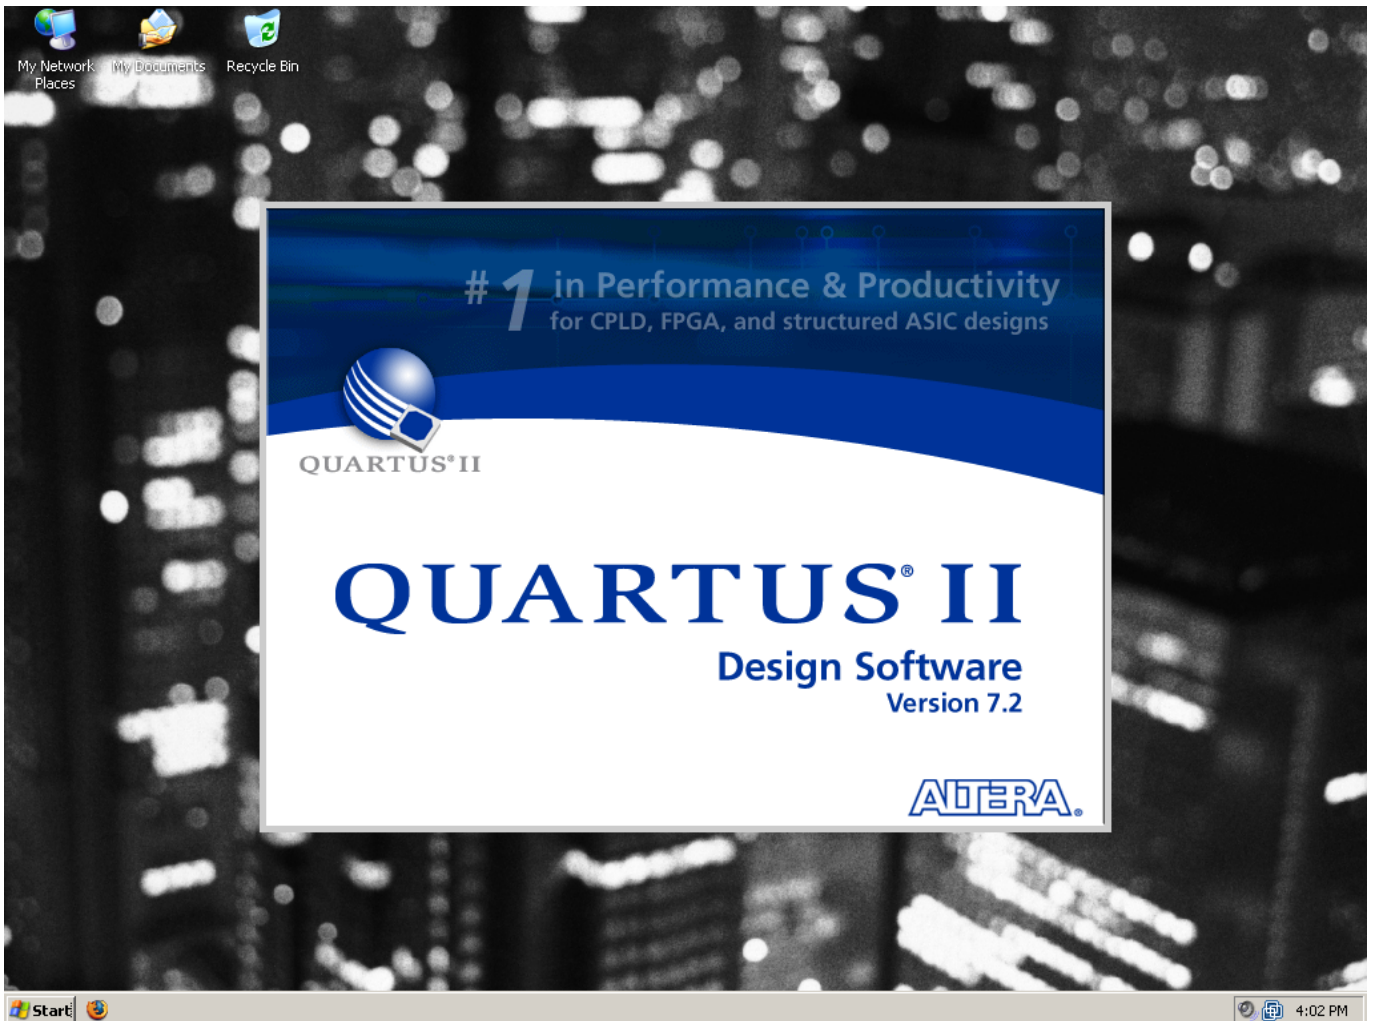 My Network
Places
My Documents
Recycle Bin
#1 in Performance & Productivity
for CPLD, FPGA, and structured ASIC designs
QUARTUS® II
QUARTUS® II
Design Software
Version 7.2
ALTERA®
Start
4:02 PM